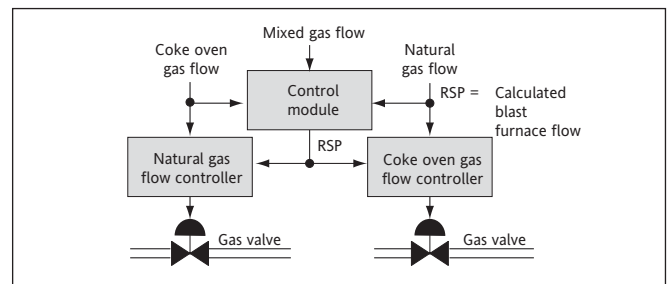 Mixed gas flow
Coke oven
gas flow
Natural
gas flow
Control
module
RSP = Calculated
blast
furnace flow
RSP
Natural gas
flow controller
Coke oven gas
flow controller
Gas valve
Gas valve